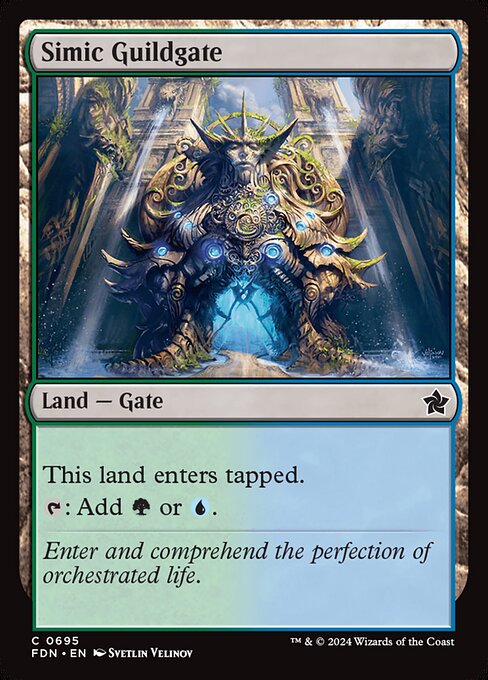 Simic Guildgate
Land — Gate
This land enters tapped.
: Add or .
Enter and comprehend the perfection of
orchestrated life.
C 0695
FDN • EN Svetlin Velinov
™ & © 2024 Wizards of the Coast